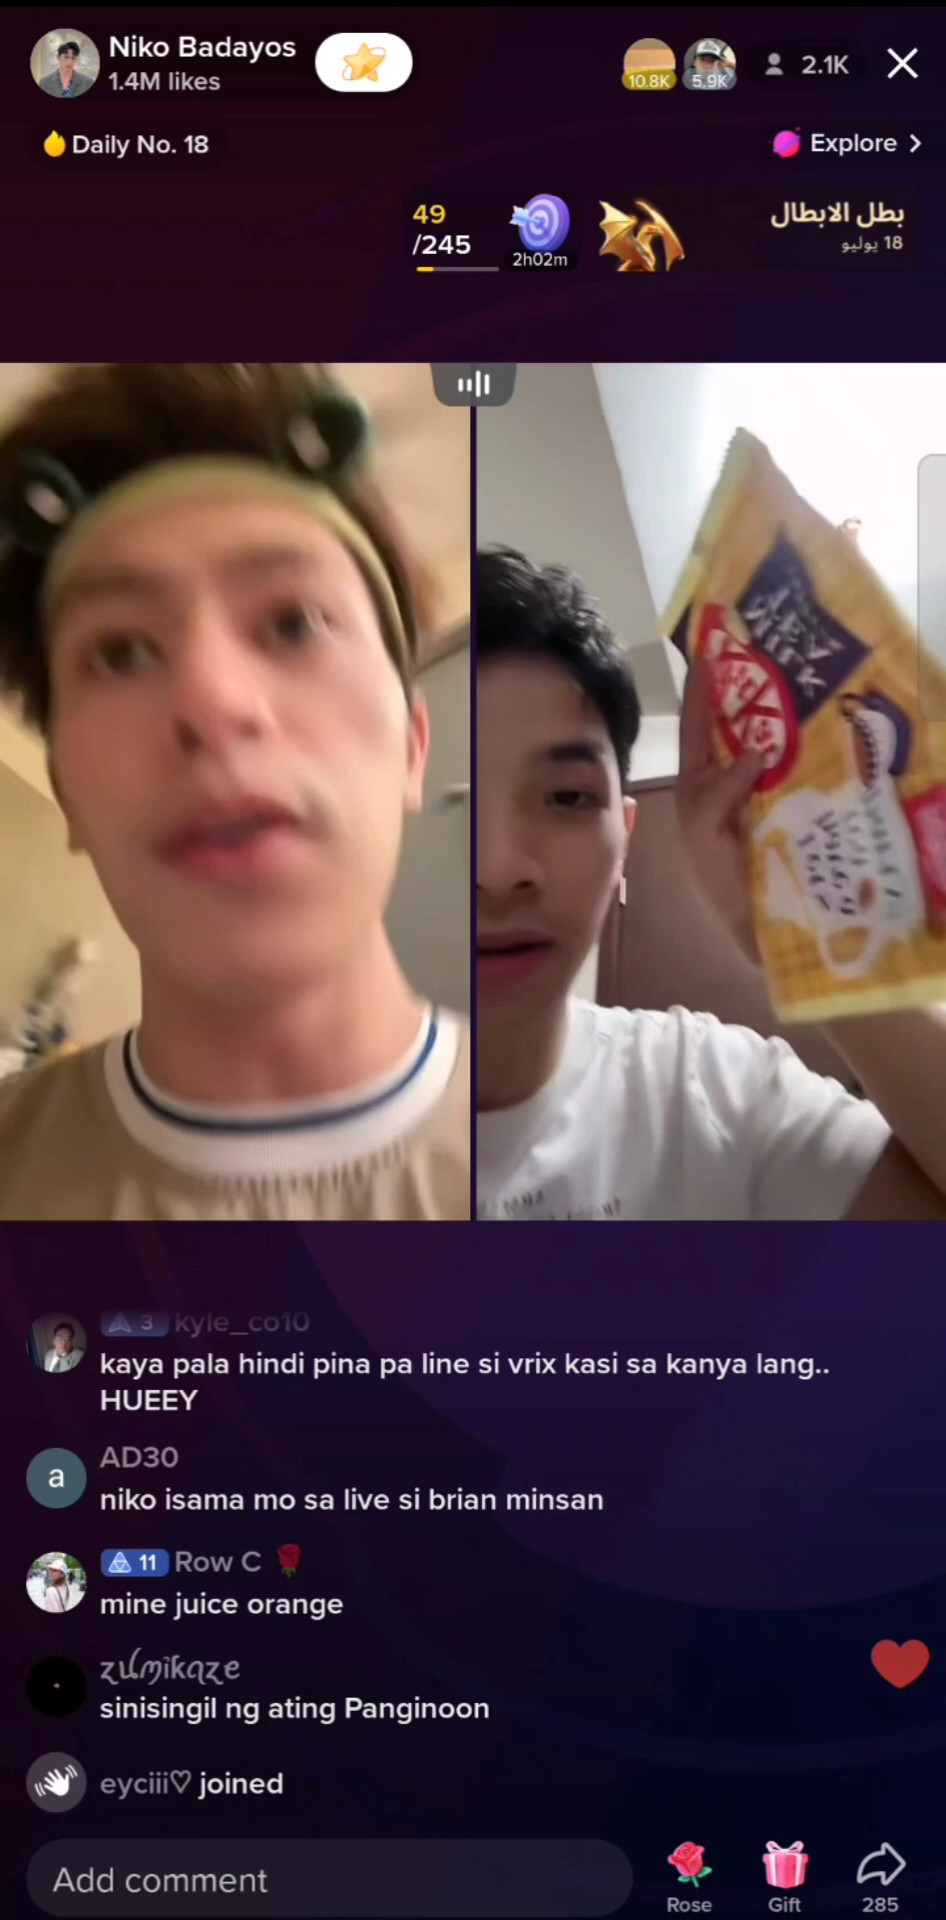 Niko Badayos
1.4M likes
10.8K
5.9K
2.1K
Daily No. 18
Explore
49
/245
2h02m
بطل الابطال
18 يوليو
KitKat
3 kyle_co10
kaya pala hindi pina pa line si vrix kasi sa kanya lang..
HUEEY
a
AD30
niko isama mo sa live si brian minsan
11 Row C
mine juice orange
zumikaze
sinisingil ng ating Panginoon
eyciii♡ joined
Add comment
Rose
Gift
285